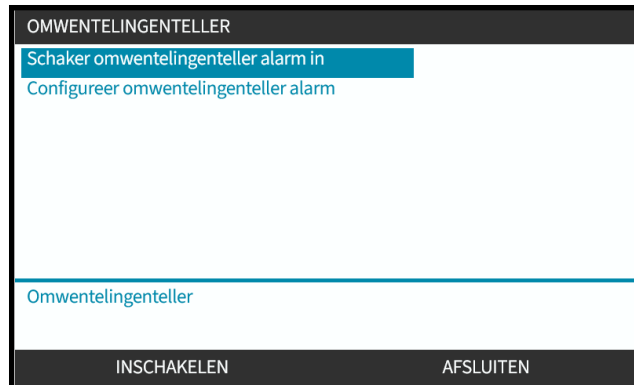 OMWENTELINGENTELLER
Schaker omwentelingenteller alarm in
Configureer omwentelingenteller alarm
Omwentelingenteller
INSCHAKELEN AFSLUITEN